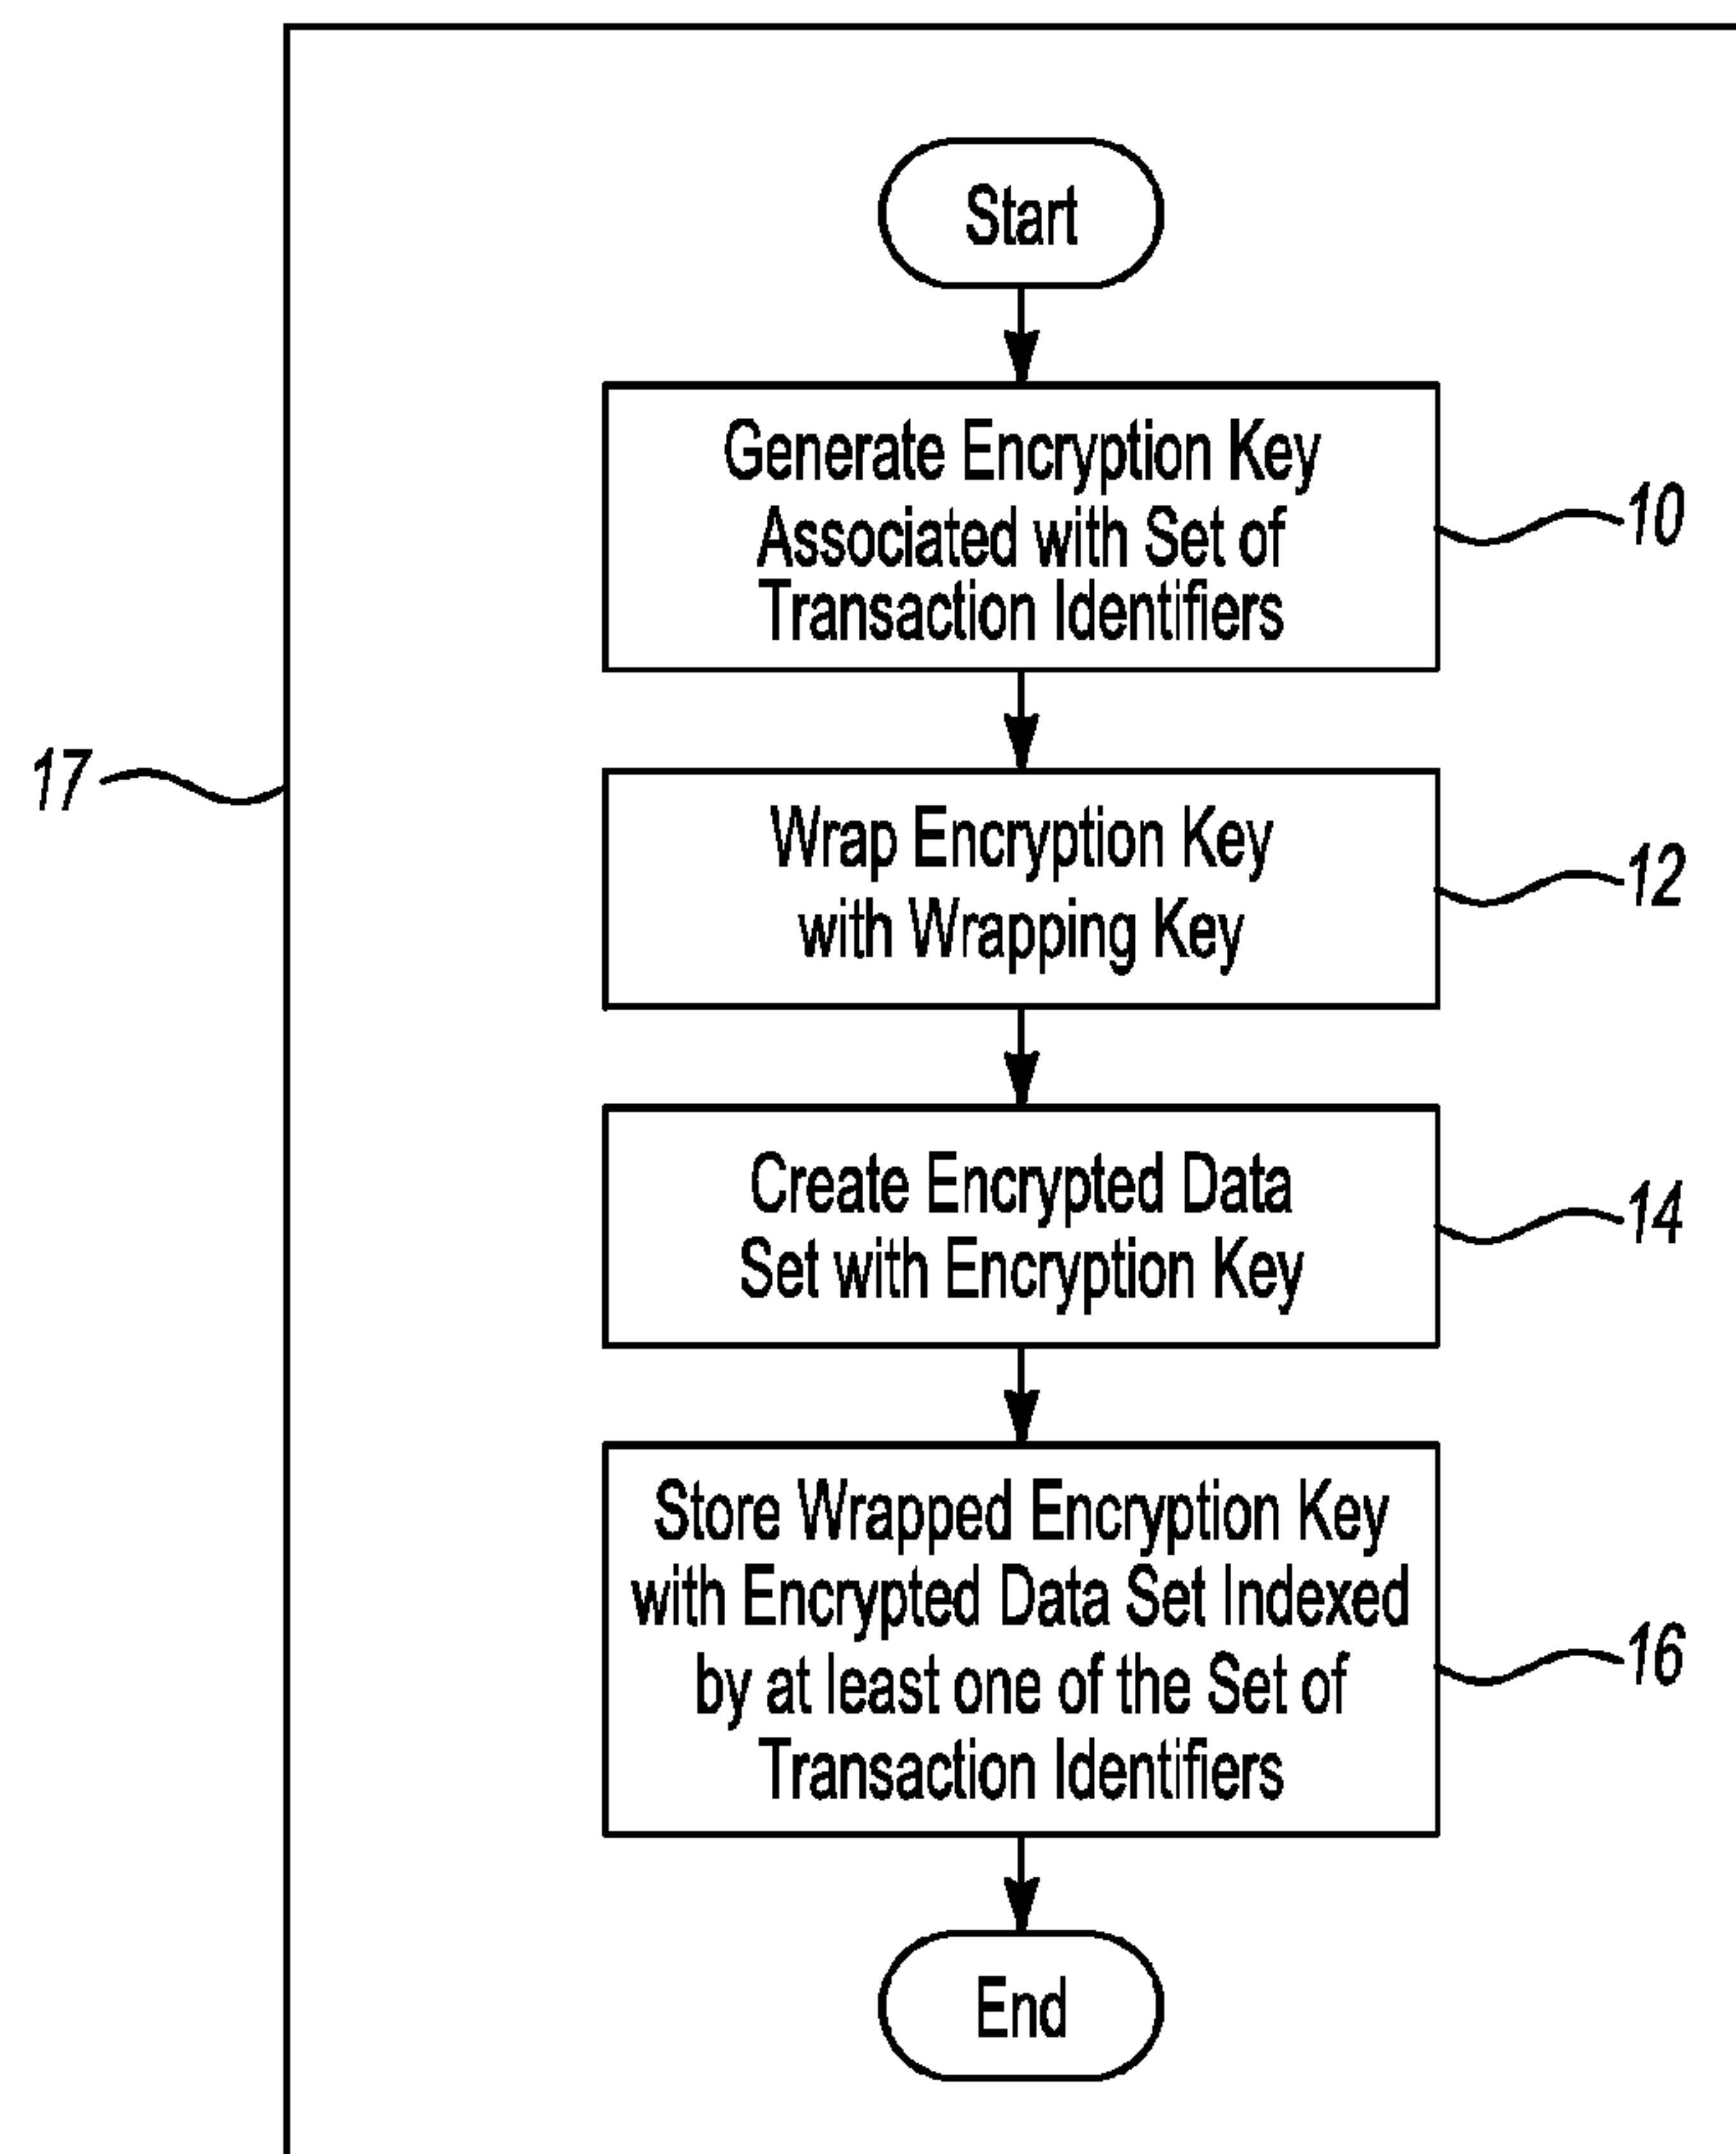 Start
Generate Encryption Key
Associated with Set of
Transaction Identifiers
10
17
Wrap Encryption Key
with Wrapping Key
12
Create Encrypted Data
Set with Encryption Key
14
Store Wrapped Encryption Key
with Encrypted Data Set Indexed
by at least one of the Set of
Transaction Identifiers
16
End